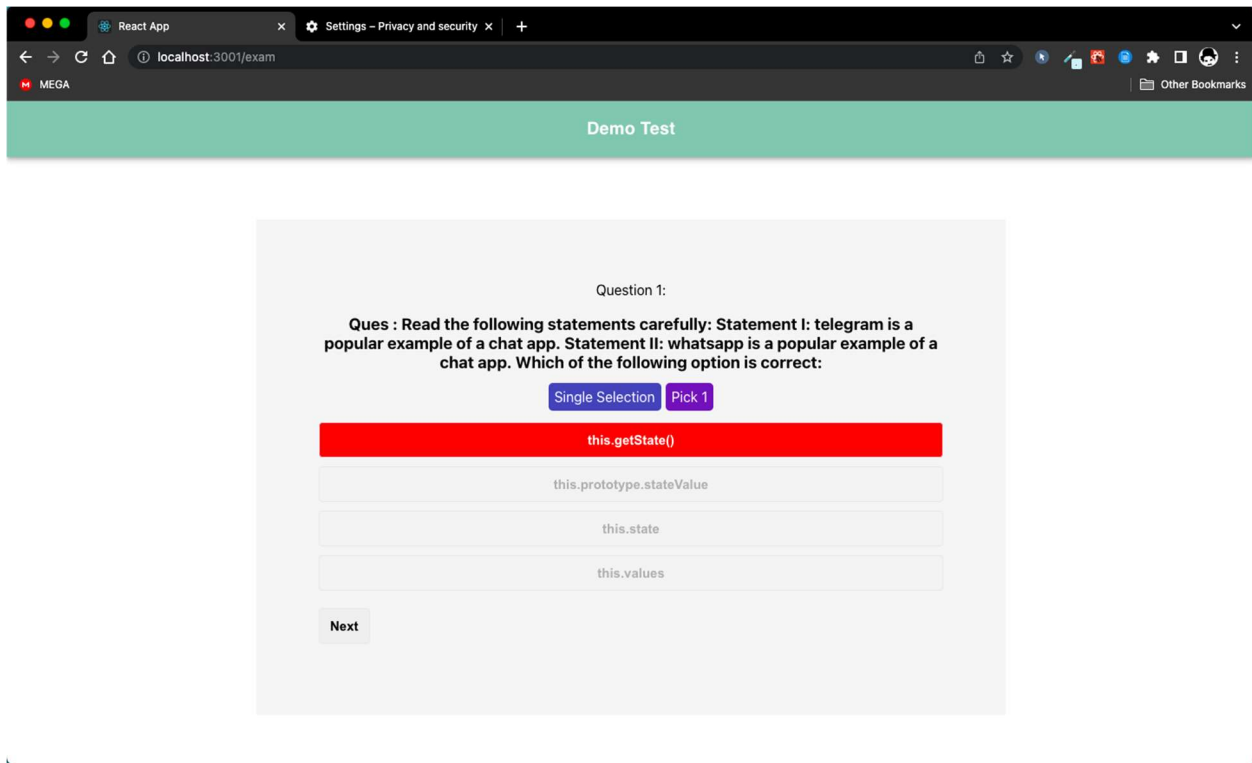 React App
Settings – Privacy and security
localhost:3001/exam
MEGA
Other Bookmarks
Demo Test
Question 1:
Ques : Read the following statements carefully: Statement I: telegram is a
popular example of a chat app. Statement II: whatsapp is a popular example of a
chat app. Which of the following option is correct:
Single Selection Pick 1
this.getState()
this.prototype.stateValue
this.state
this.values
Next